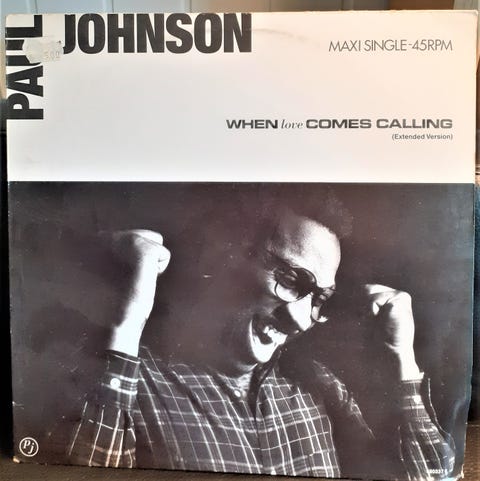 PAUL JOHNSON
MAXI SINGLE-45RPM
WHEN love COMES CALLING
(Extended Version)
PJ